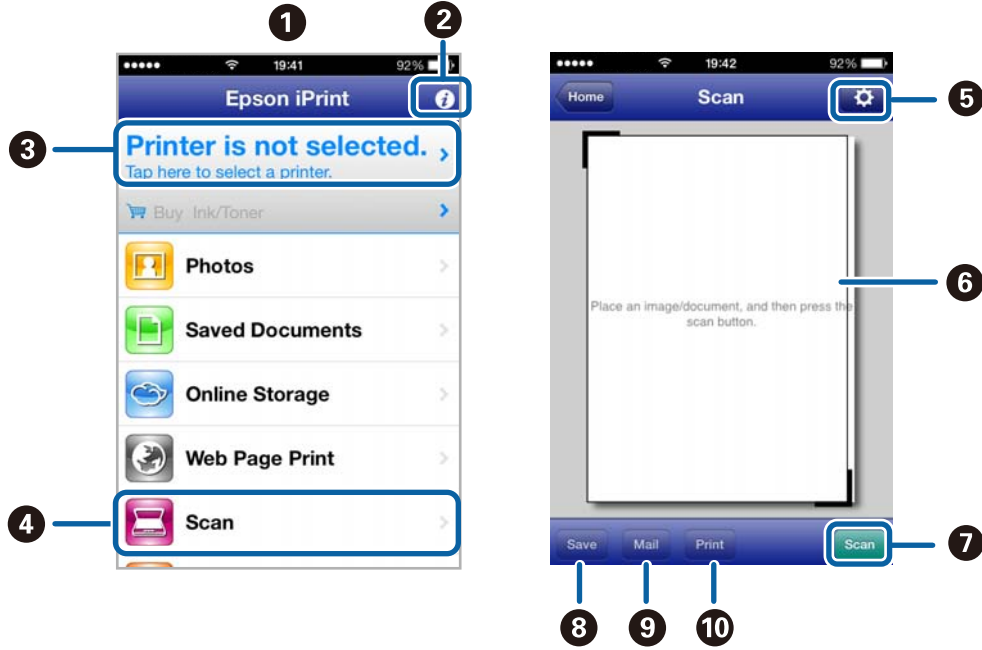 1
2
19:41
92%
Epson iPrint
i
3
Printer is not selected.
Tap here to select a printer.
Buy Ink/Toner
Photos
Saved Documents
Online Storage
Web Page Print
4
Scan
19:42
92%
Home
Scan
5
6
Place an image/document, and then press the
scan button.
Save
Mail
Print
Scan
7
8
9
10